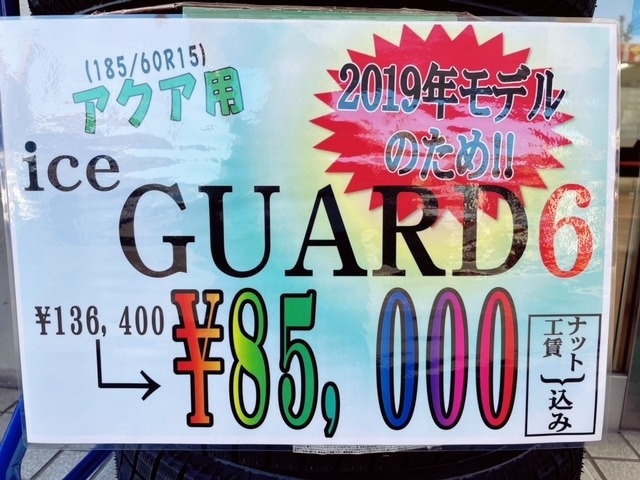 (185/60R15)
アクア用
2019年モデル
のため!!
ice
GUARD6
¥136,400
¥85,000
ナット
工賃
込み